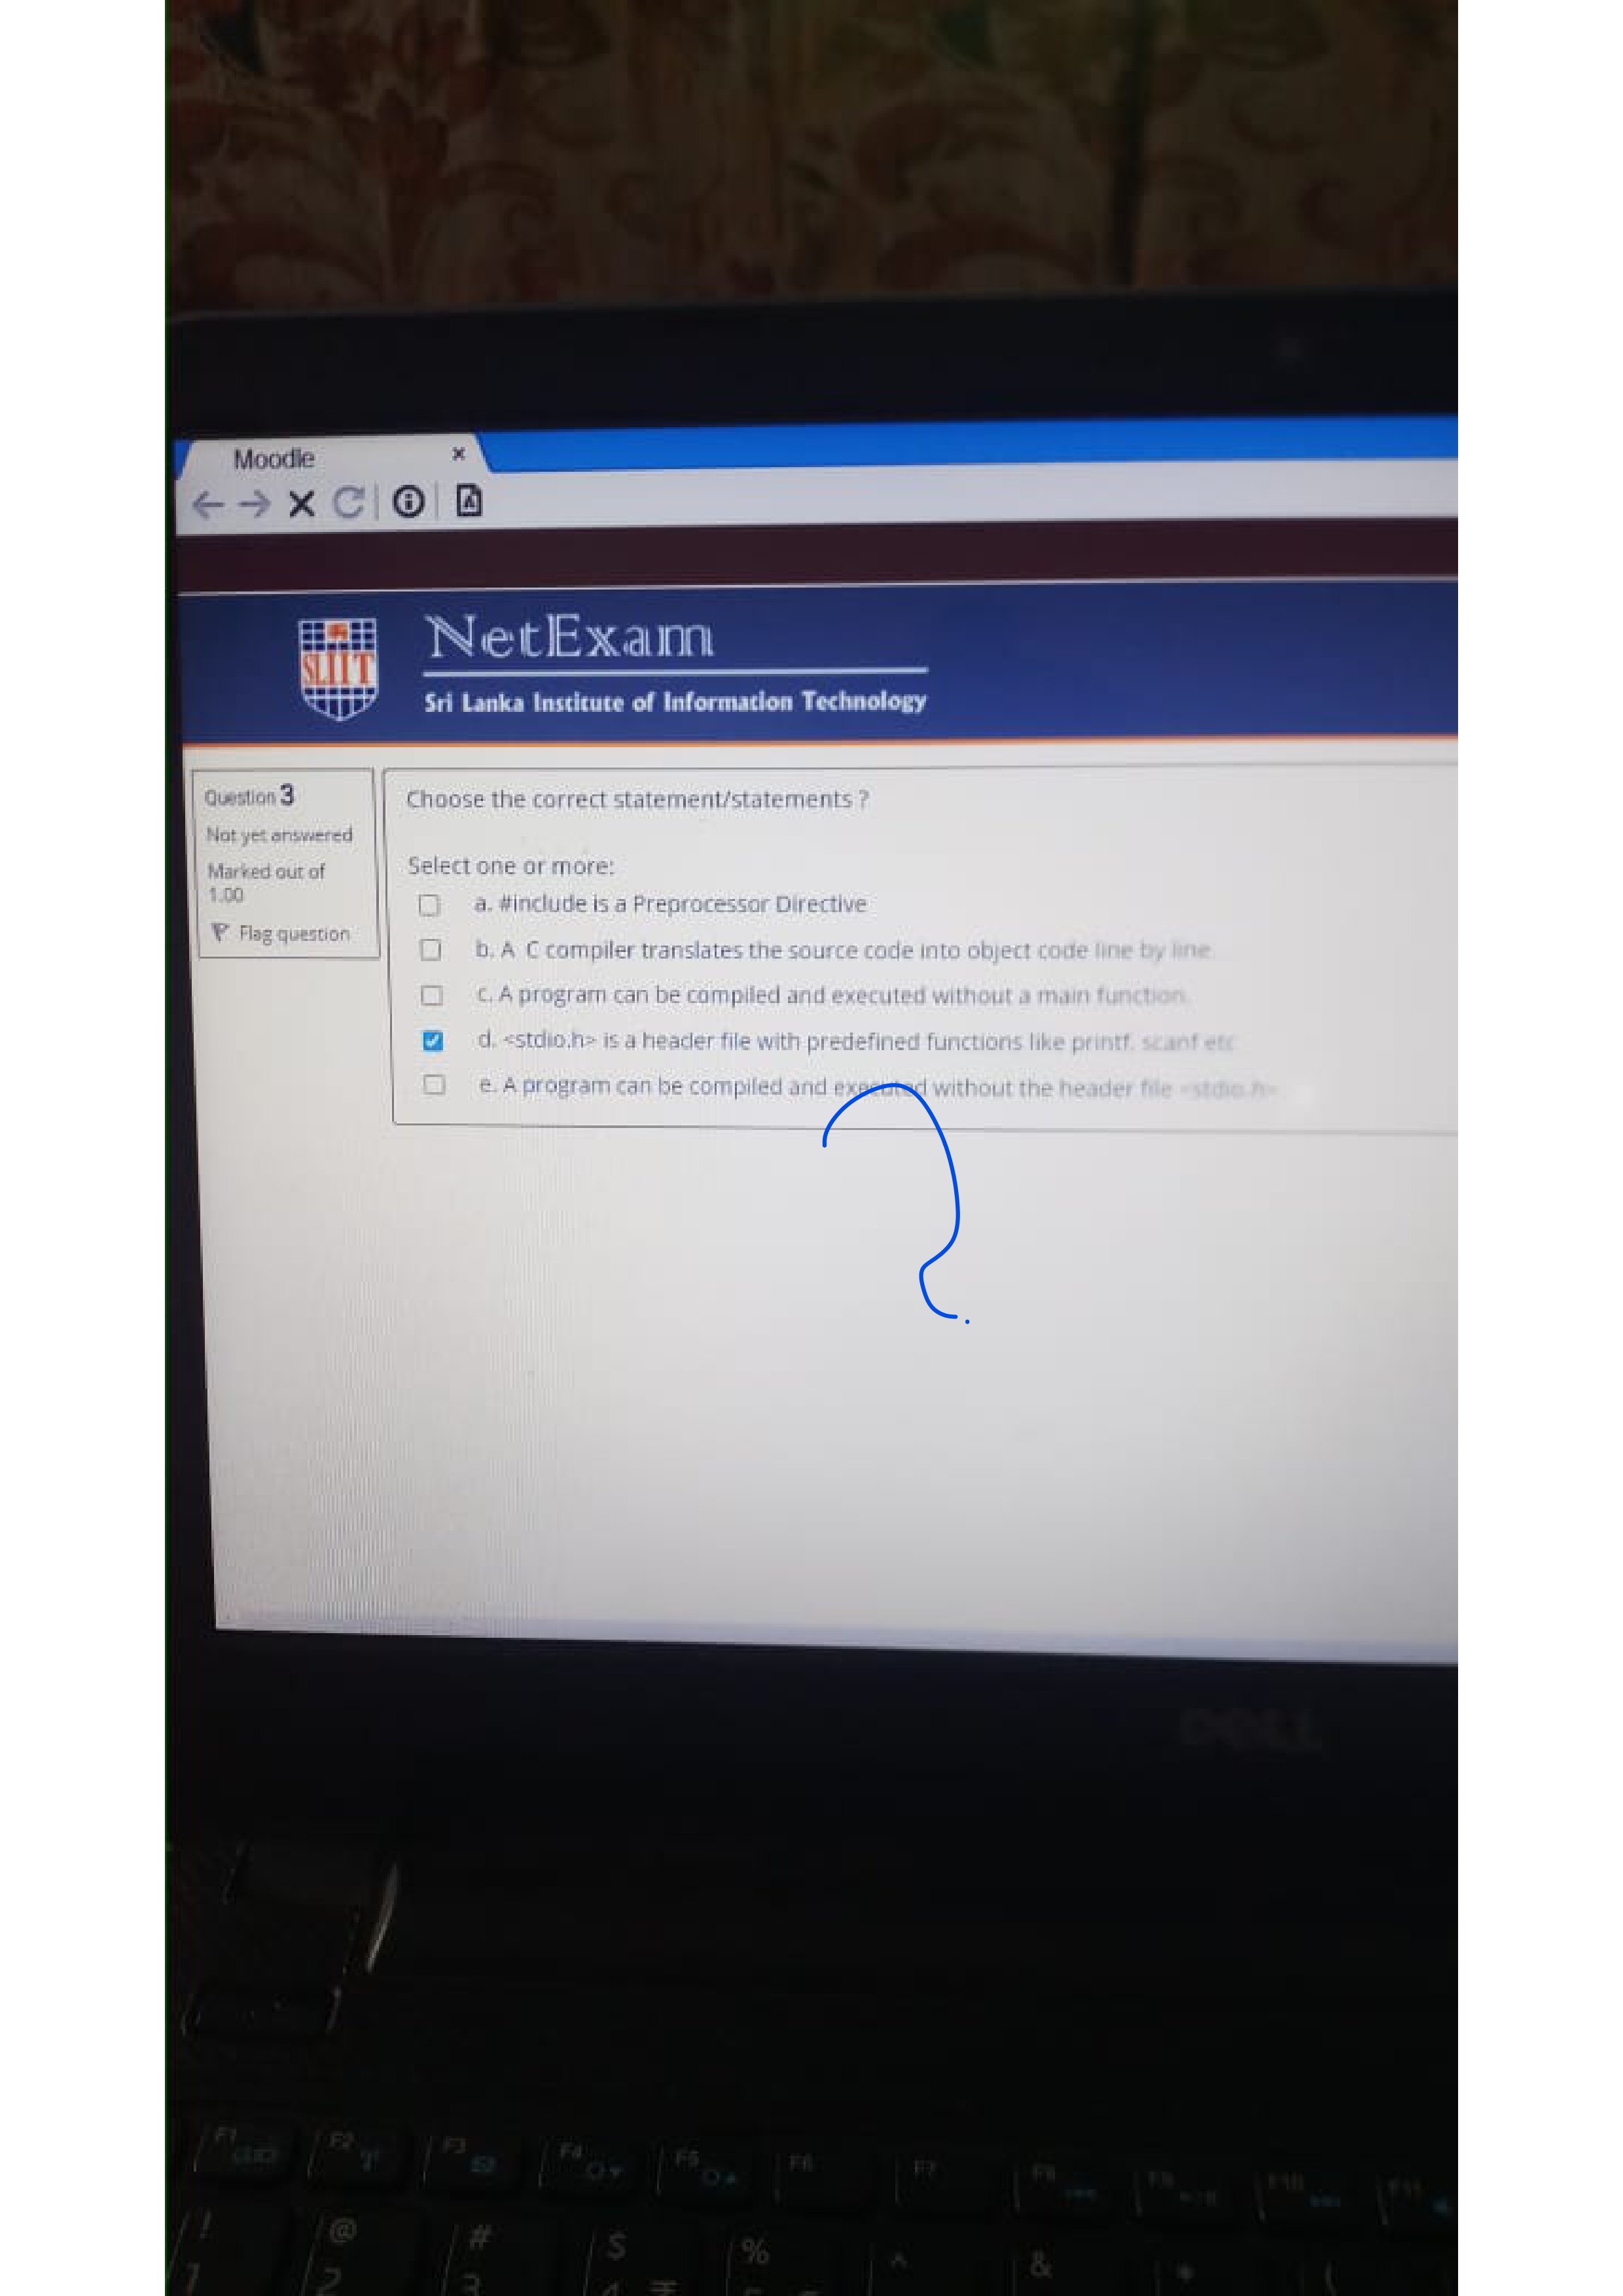 Moodle
NetExam
SLIIT
Sri Lanka Institute of Information Technology
Question 3
Not yet answered
Marked out of
1.00
Flag question
Choose the correct statement/statements ?
Select one or more:
a. #include is a Preprocessor Directive
b. A C compiler translates the source code into object code line by line
c. A program can be compiled and executed without a main function.
d. <stdio.h> is a header file with predefined functions like printf, scanf etc
e. A program can be compiled and executed without the header file <stdio.h>
DELL
F1 F2 F3 F4 F5 F6 F7 F8 F9 F10 F11
! @ # $ % ^ & * (
1 2 3 4